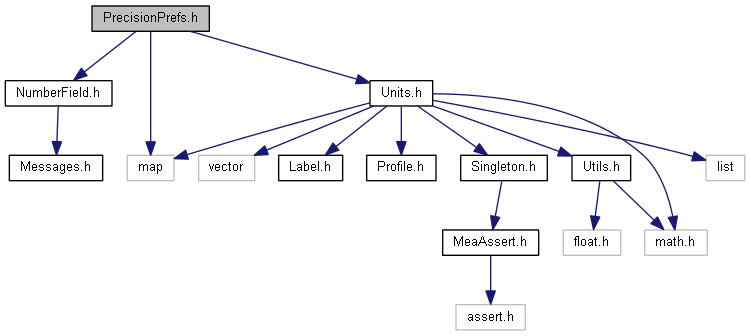 PrecisionPrefs.h
NumberField.h
Units.h
Messages.h
map
vector
Label.h
Profile.h
Singleton.h
Utils.h
list
MeaAssert.h
float.h
math.h
assert.h